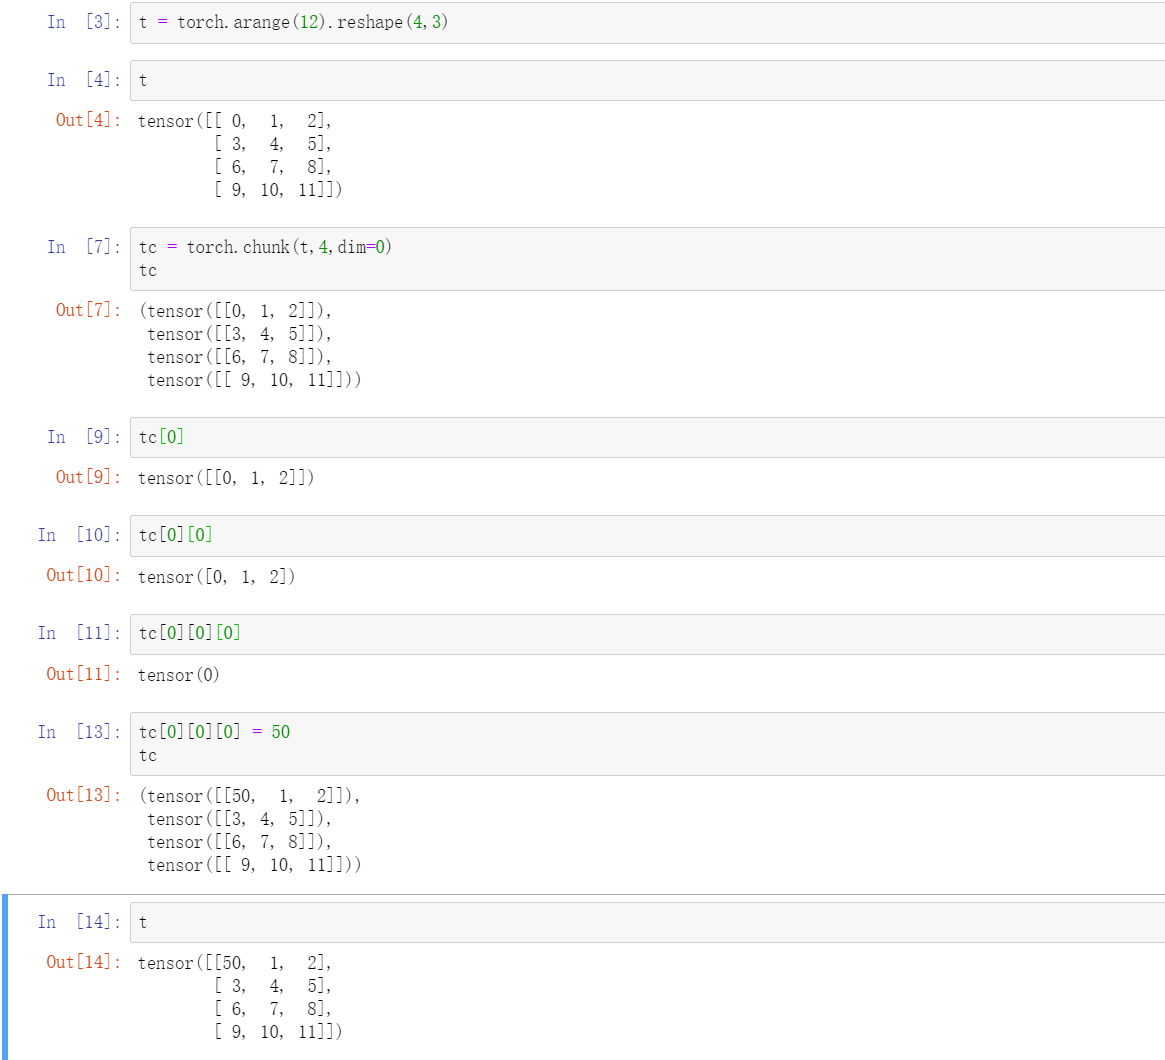 In [3]: t = torch.arange(12).reshape(4,3)
In [4]: t
Out[4]: tensor([[ 0,  1,  2],
        [ 3,  4,  5],
        [ 6,  7,  8],
        [ 9, 10, 11]])
In [7]: tc = torch.chunk(t,4,dim=0)
tc
Out[7]: (tensor([[0, 1, 2]]),
 tensor([[3, 4, 5]]),
 tensor([[6, 7, 8]]),
 tensor([[ 9, 10, 11]]))
In [9]: tc[0]
Out[9]: tensor([[0, 1, 2]])
In [10]: tc[0][0]
Out[10]: tensor([0, 1, 2])
In [11]: tc[0][0][0]
Out[11]: tensor(0)
In [13]: tc[0][0][0] = 50
tc
Out[13]: (tensor([[50,  1,  2]]),
 tensor([[3, 4, 5]]),
 tensor([[6, 7, 8]]),
 tensor([[ 9, 10, 11]]))
In [14]: t
Out[14]: tensor([[50,  1,  2],
        [ 3,  4,  5],
        [ 6,  7,  8],
        [ 9, 10, 11]])